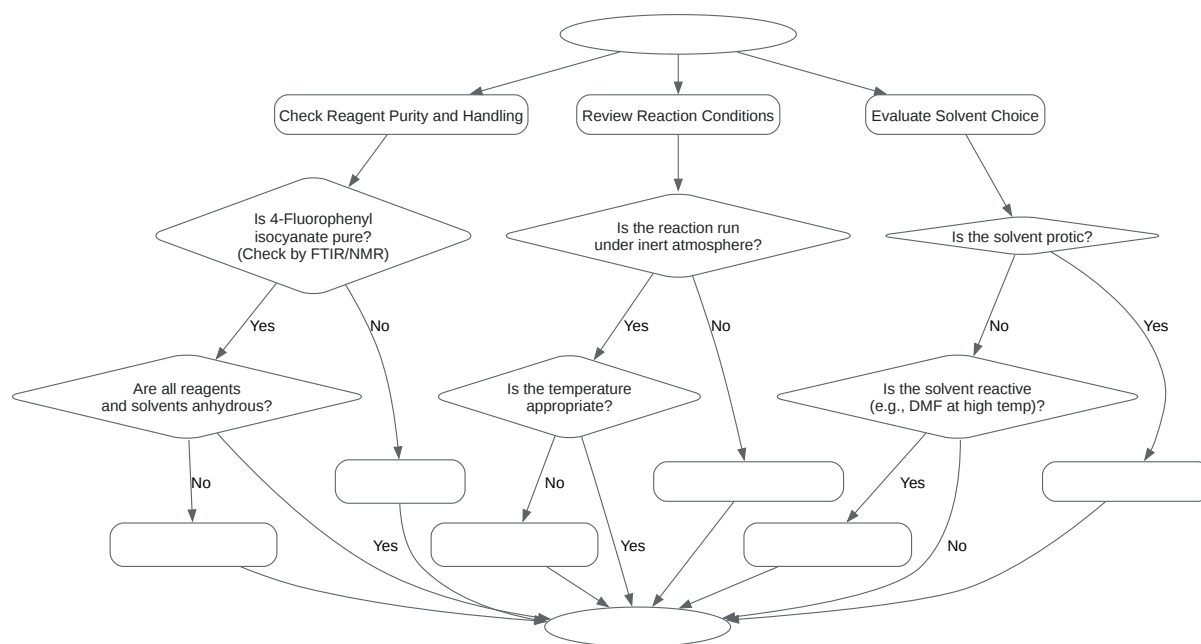 Check Reagent Purity and Handling
Review Reaction Conditions
Evaluate Solvent Choice
Is 4-Fluorophenyl
isocyanate pure?
(Check by FTIR/NMR)
Is the reaction run
under inert atmosphere?
Is the solvent protic?
Yes
No
Yes
No
No
Yes
Are all reagents
and solvents anhydrous?
Is the temperature
appropriate?
Is the solvent reactive
(e.g., DMF at high temp)?
No
Yes
No
Yes
Yes
No